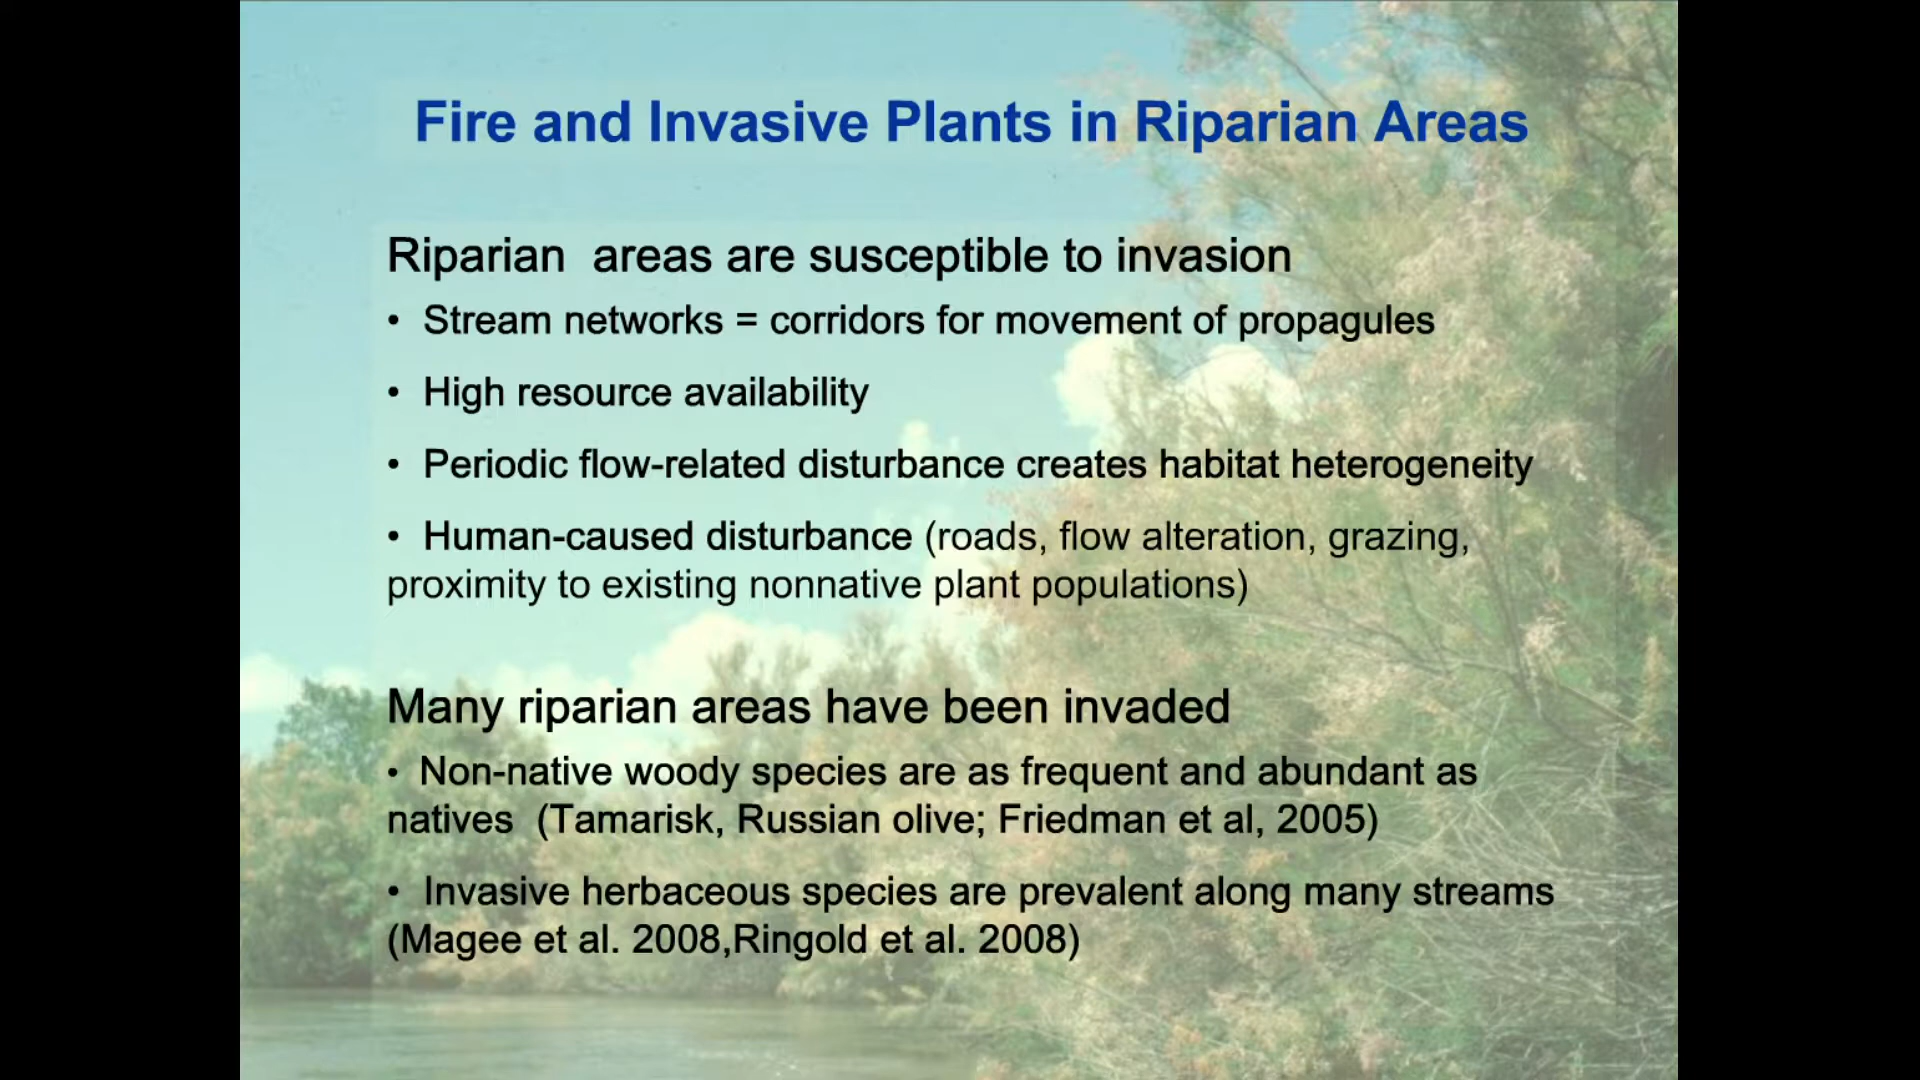 Fire and Invasive Plants in Riparian Areas
Riparian  areas are susceptible to invasion
• Stream networks = corridors for movement of propagules
• High resource availability
• Periodic flow-related disturbance creates habitat heterogeneity
• Human-caused disturbance (roads, flow alteration, grazing,
proximity to existing nonnative plant populations)
Many riparian areas have been invaded
• Non-native woody species are as frequent and abundant as
natives  (Tamarisk, Russian olive; Friedman et al, 2005)
• Invasive herbaceous species are prevalent along many streams
(Magee et al. 2008,Ringold et al. 2008)